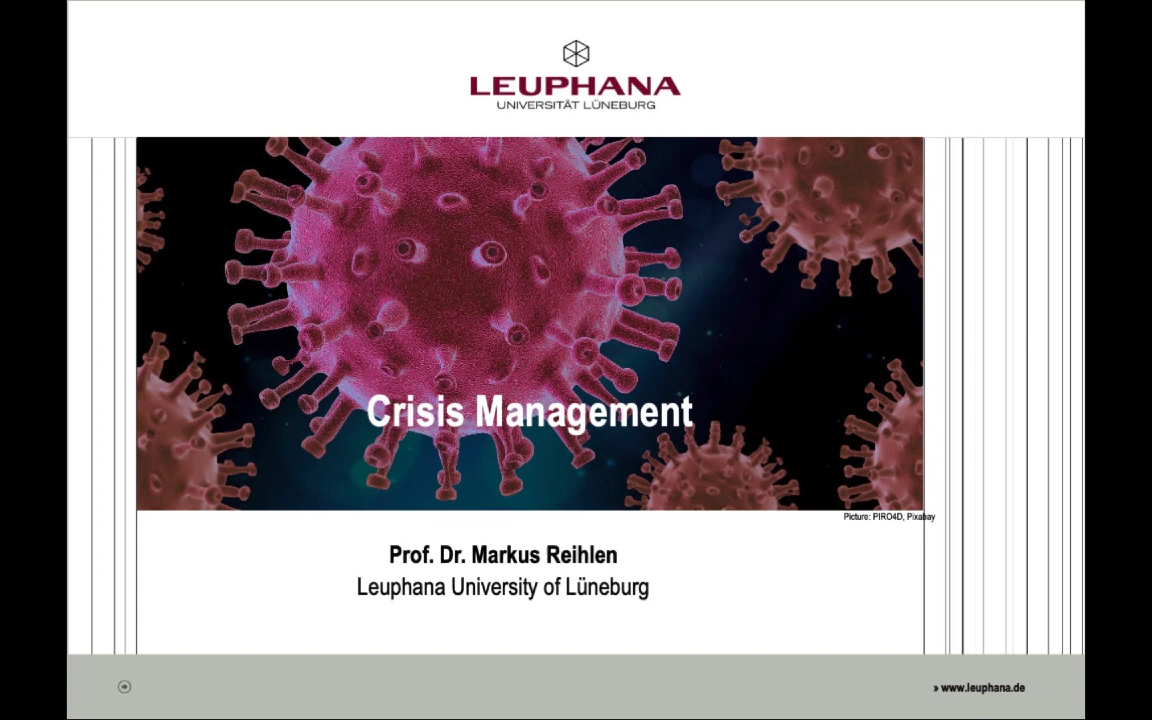 LEUPHANA
UNIVERSITÄT LÜNEBURG
Crisis Management
Picture: PIRO4D, Pixabay
Prof. Dr. Markus Reihlen
Leuphana University of Lüneburg
» www.leuphana.de